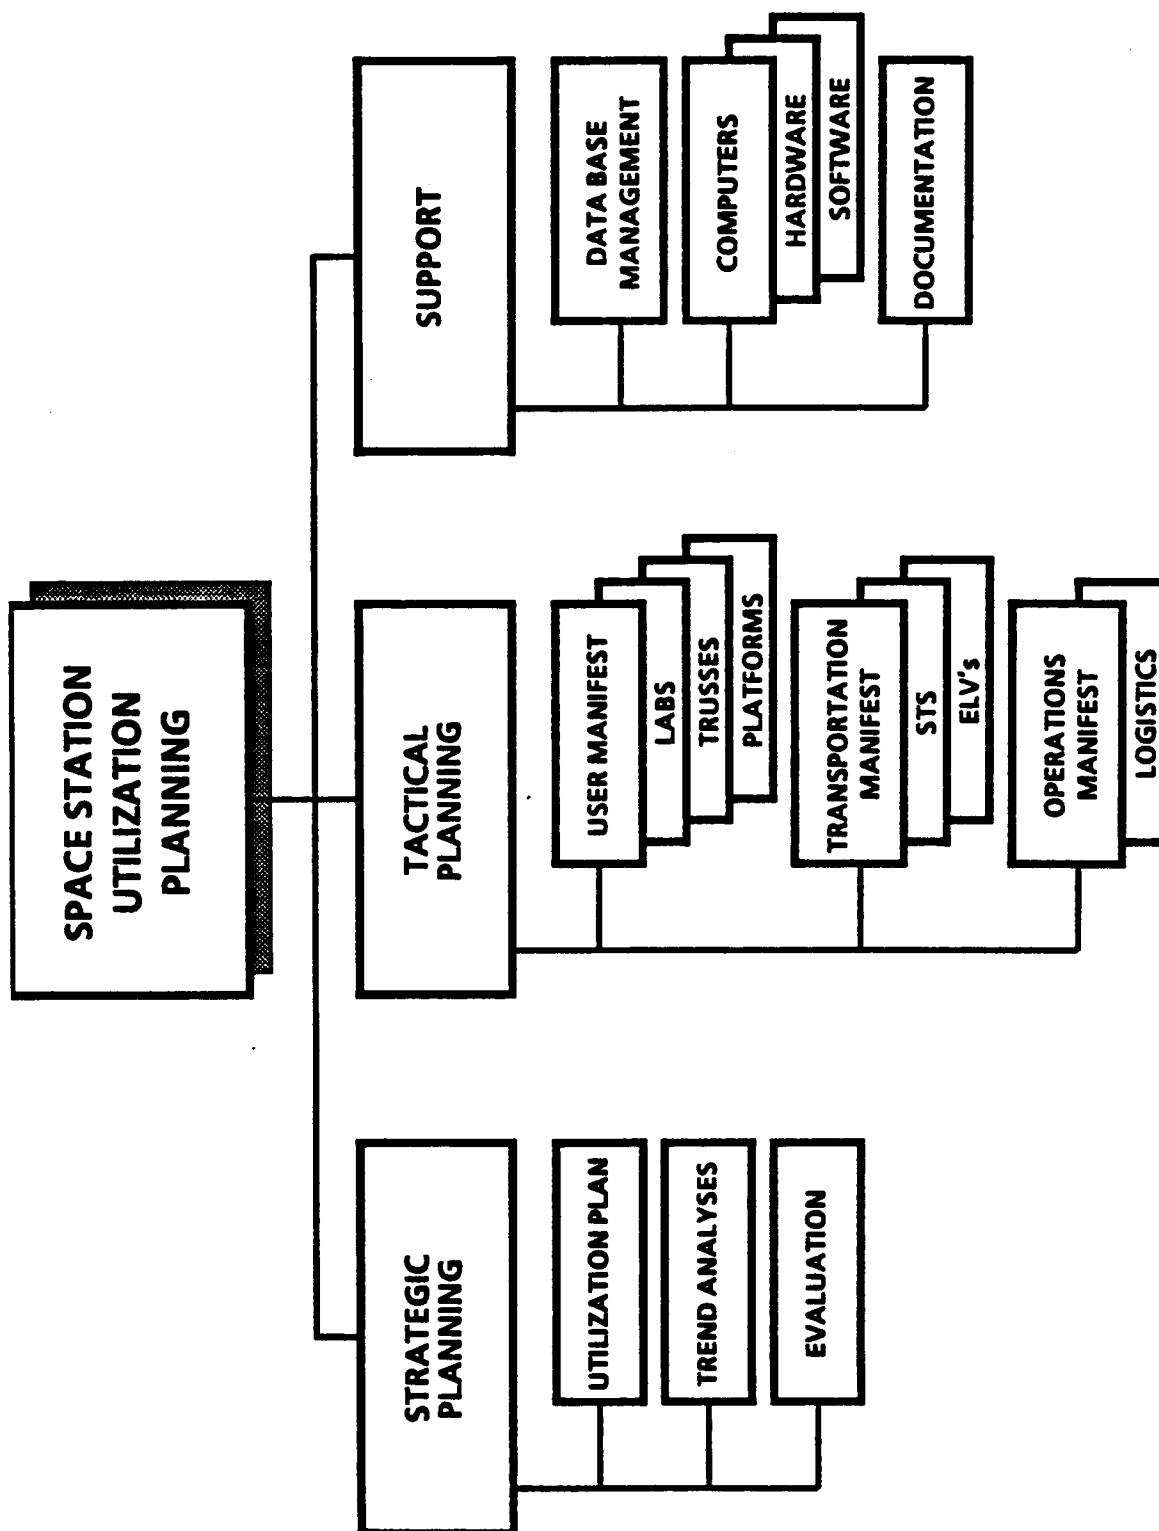 SPACE STATION
UTILIZATION
PLANNING
STRATEGIC
PLANNING
UTILIZATION PLAN
TREND ANALYSES
EVALUATION
TACTICAL
PLANNING
USER MANIFEST
LABS
TRUSSES
PLATFORMS
TRANSPORTATION
MANIFEST
STS
ELV's
OPERATIONS
MANIFEST
LOGISTICS
SUPPORT
DATA BASE
MANAGEMENT
COMPUTERS
HARDWARE
SOFTWARE
DOCUMENTATION